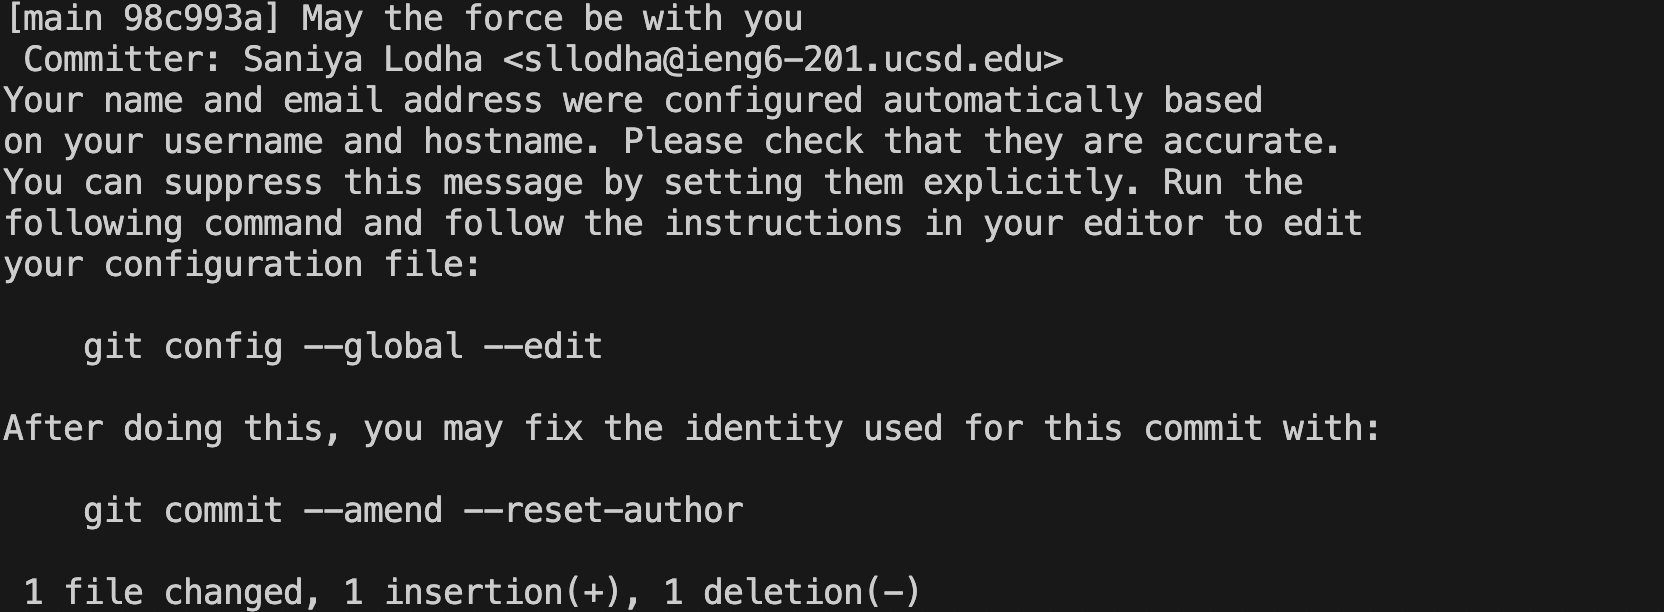 [main 98c993a] May the force be with you
 Committer: Saniya Lodha <sllodha@ieng6-201.ucsd.edu>
Your name and email address were configured automatically based
on your username and hostname. Please check that they are accurate.
You can suppress this message by setting them explicitly. Run the
following command and follow the instructions in your editor to edit
your configuration file:

    git config --global --edit

After doing this, you may fix the identity used for this commit with:

    git commit --amend --reset-author

 1 file changed, 1 insertion(+), 1 deletion(-)